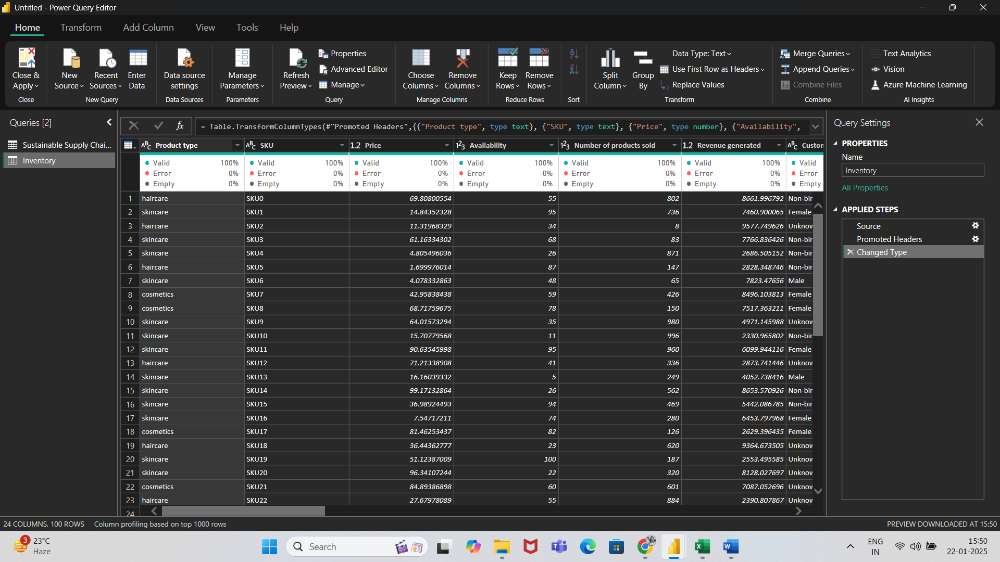 Untitled - Power Query Editor
Home Transform Add Column View Tools Help
Close & Apply
Close
New Source
Recent Sources
Enter Data
New Query
Data source settings
Data Sources
Manage Parameters
Parameters
Refresh Preview
Properties
Advanced Editor
Manage
Query
Choose Columns
Remove Columns
Manage Columns
Keep Rows
Remove Rows
Reduce Rows
Sort
Split Column
Group By
Data Type: Text
Use First Row as Headers
Replace Values
Transform
Merge Queries
Append Queries
Combine Files
Combine
Text Analytics
Vision
Azure Machine Learning
AI Insights
Queries [2]
Sustainable Supply Chai...
Inventory
= Table.TransformColumnTypes(#"Promoted Headers",{{"Product type", type text}, {"SKU", type text}, {"Price", type number}, {"Availability",
Product type SKU 1.2 Price 123 Availability 123 Number of products sold 1.2 Revenue generated Custom
Valid 100% Valid 100% Valid 100% Valid 100% Valid 100% Valid 100% Valid
Error 0% Error 0% Error 0% Error 0% Error 0% Error 0% Error
Empty 0% Empty 0% Empty 0% Empty 0% Empty 0% Empty 0% Empty
1 haircare SKU0 69.80800554 55 802 8661.996792 Non-bir
2 skincare SKU1 14.84352328 95 736 7460.900065 Female
3 haircare SKU2 11.31968329 34 8 9577.749626 Unknov
4 skincare SKU3 61.16334302 68 83 7766.836426 Non-bir
5 skincare SKU4 4.805496036 26 871 2686.505152 Non-bir
6 haircare SKU5 1.699976014 87 147 2828.348746 Non-bir
7 skincare SKU6 4.078332863 48 65 7823.47656 Male
8 cosmetics SKU7 42.95838438 59 426 8496.103813 Female
9 cosmetics SKU8 68.71759675 78 150 7517.363211 Female
10 skincare SKU9 64.01573294 35 980 4971.145988 Unknov
11 skincare SKU10 15.70779568 11 996 2330.965802 Non-bir
12 skincare SKU11 90.63545998 95 960 6099.944116 Female
13 haircare SKU12 71.21338908 41 336 2873.741446 Unknov
14 skincare SKU13 16.16039332 5 249 4052.738416 Male
15 skincare SKU14 99.17132864 26 562 8653.570926 Non-bir
16 skincare SKU15 36.98924493 94 469 5442.086785 Non-bir
17 skincare SKU16 7.54717211 74 280 6453.797968 Female
18 cosmetics SKU17 81.46253437 82 126 2629.396435 Female
19 haircare SKU18 36.44362777 23 620 9364.673505 Unknov
20 skincare SKU19 51.12387009 100 187 2553.495585 Unknov
21 skincare SKU20 96.34107244 22 320 8128.027697 Unknov
22 cosmetics SKU21 84.89386898 60 601 7087.052696 Unknov
23 haircare SKU22 27.67978089 55 884 2390.807867 Unknov
24
Query Settings
PROPERTIES
Name
Inventory
All Properties
APPLIED STEPS
Source
Promoted Headers
Changed Type
24 COLUMNS, 100 ROWS Column profiling based on top 1000 rows
PREVIEW DOWNLOADED AT 15:50
3
23°C
Haze
Search
ENG
IN
15:50
22-01-2025